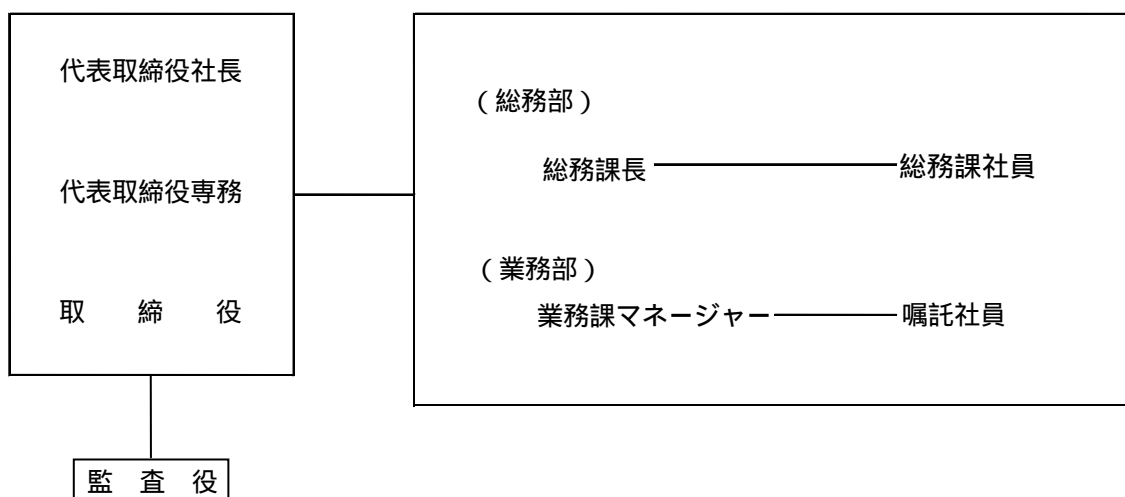 代表取締役社長
代表取締役専務
取　締　役
監　査　役
(総務部)
総務課長　総務課社員
(業務部)
業務課マネージャー　嘱託社員